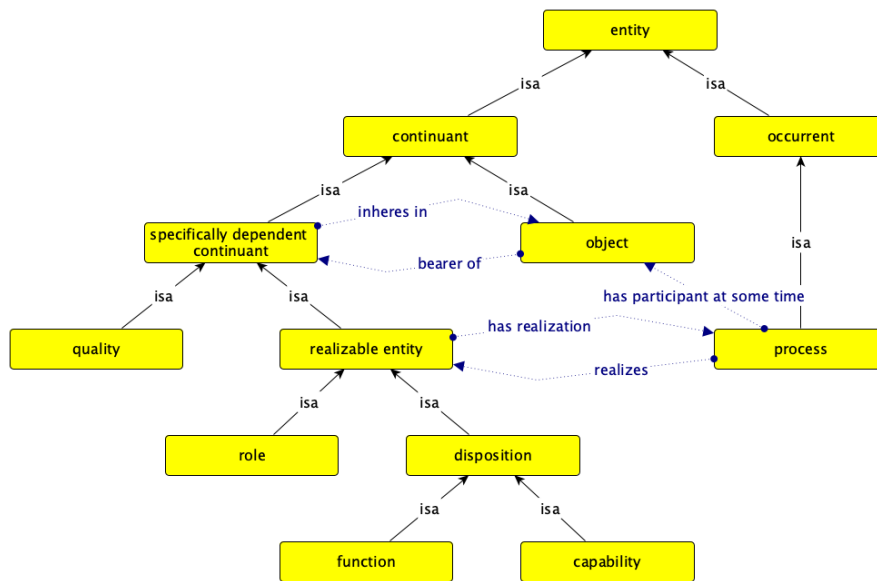 entity
isa
isa
continuant
occurrent
isa
isa
inheres in
specifically dependent
continuant
object
isa
bearer of
isa
isa
has participant at some time
has realization
quality
realizable entity
process
realizes
isa
isa
role
disposition
isa
isa
function
capability